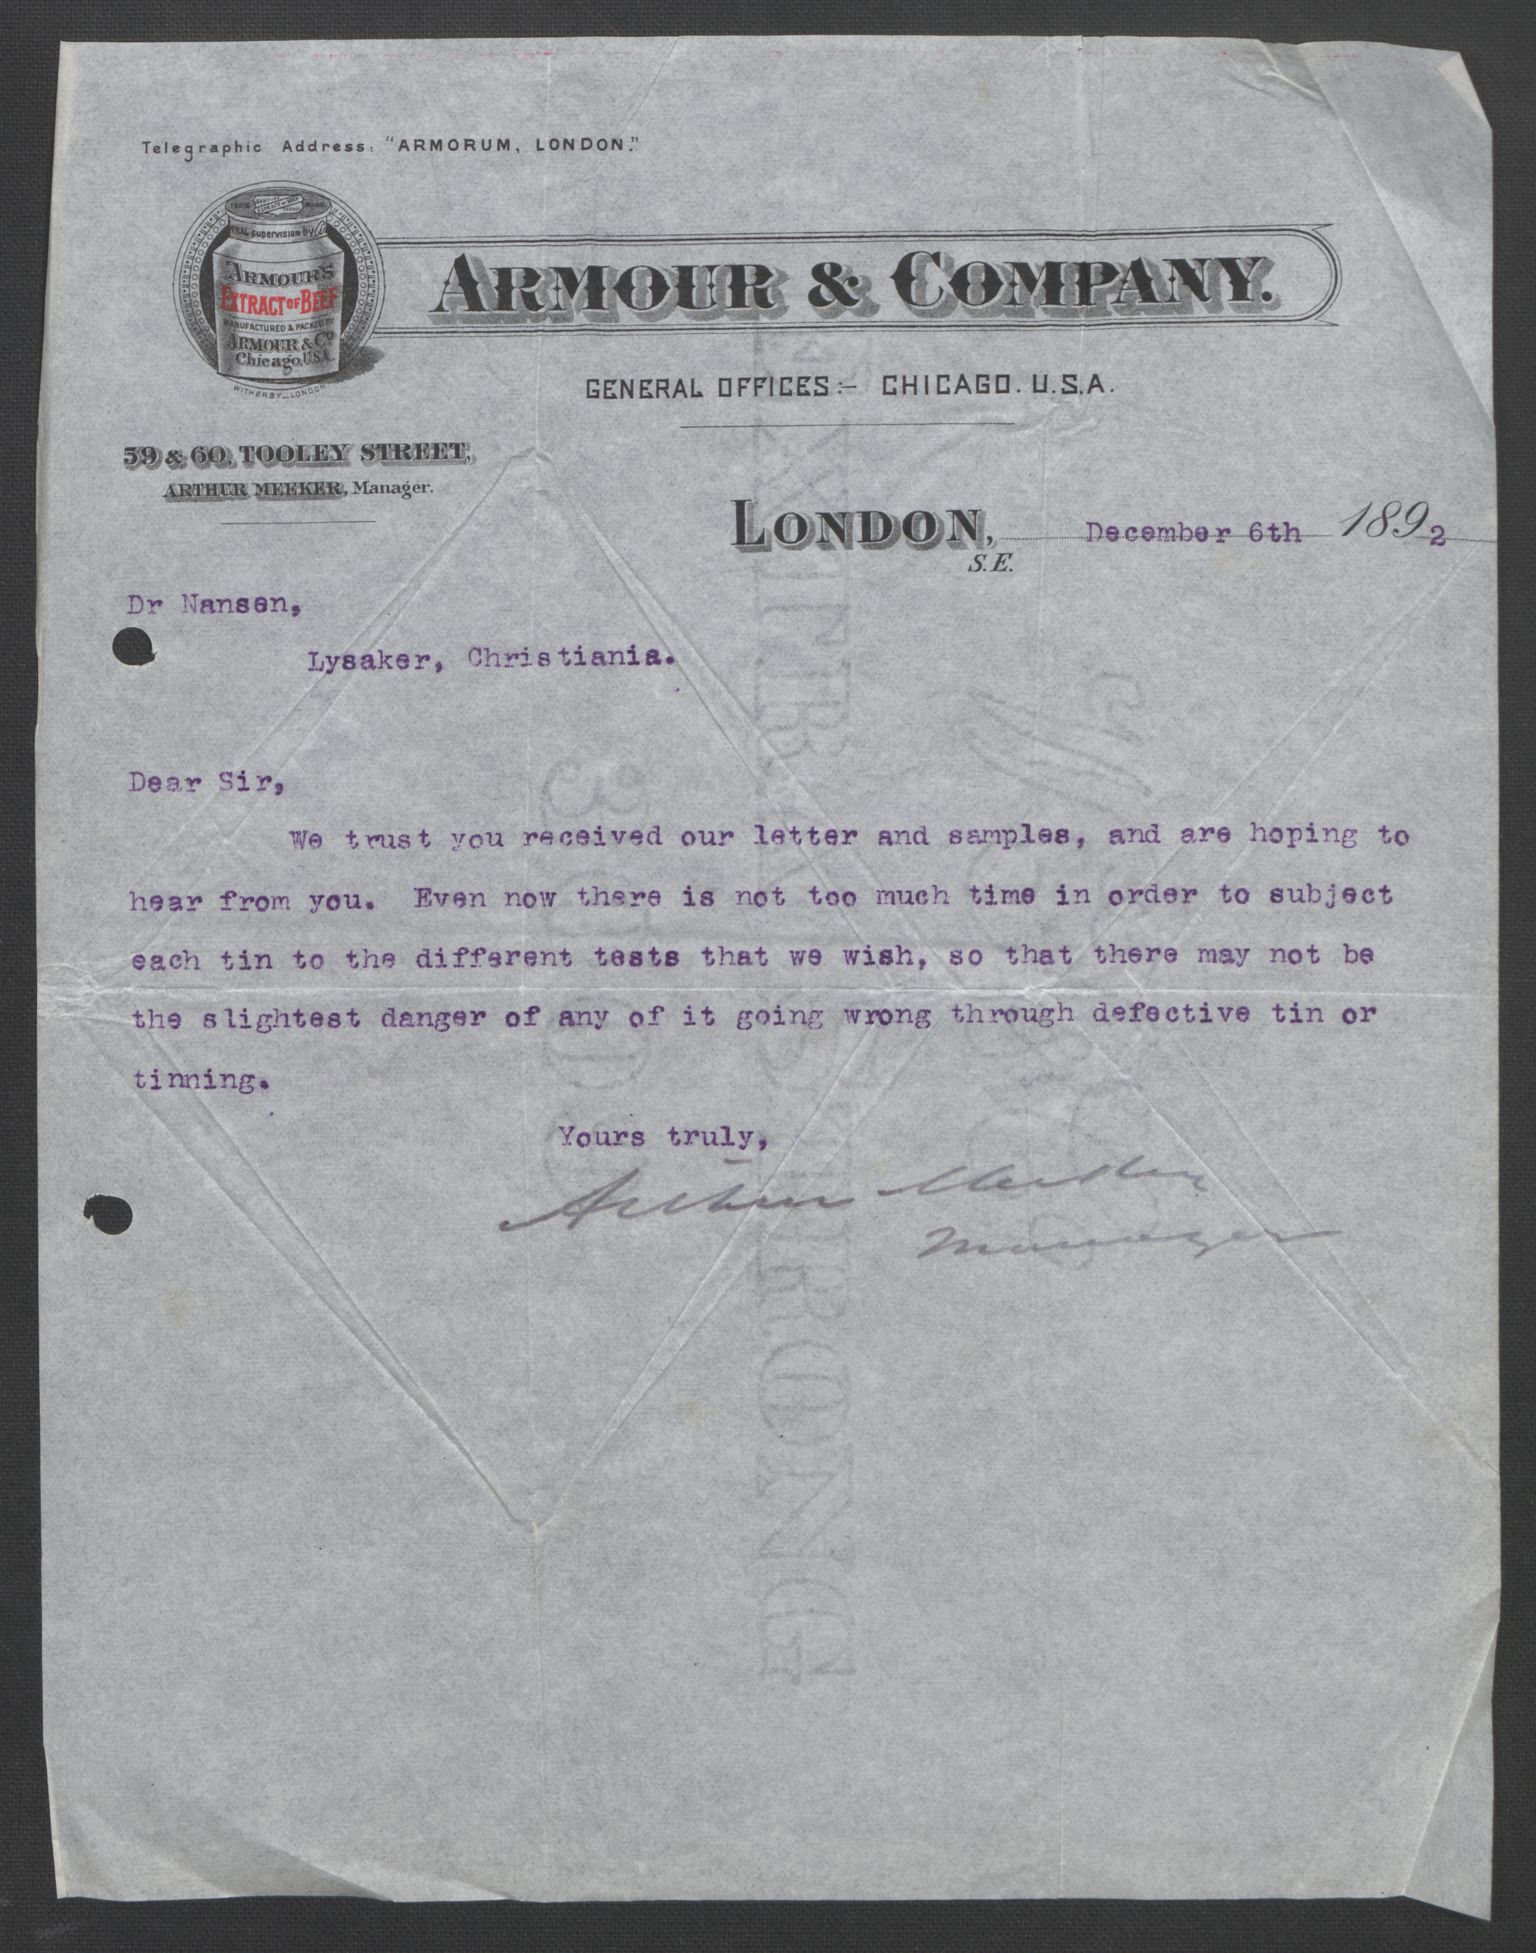 Telegraphic Address: "ARMORUM, LONDON."
SUPERVISION by
ARMOUR'S
EXTRACT OF BEEF
MANUFACTURED & PACKED BY
ARMOUR & Co
Chicago, U.S.A.
WITHERBY_LONDON.
ARMOUR & COMPANY.
GENERAL OFFICES:- CHICAGO. U.S.A.
59 & 60, TOOLEY STREET,
ARTHUR MEEKER, Manager.
LONDON, December 6th 1892
S.E.
Dr Nansen,
Lysaker, Christiania.
Dear Sir,
We trust you received our letter and samples, and are hoping to
hear from you. Even now there is not too much time in order to subject
each tin to the different tests that we wish, so that there may not be
the slightest danger of any of it going wrong through defective tin or
tinning.
Yours truly,
Arthur Meeker
Manager